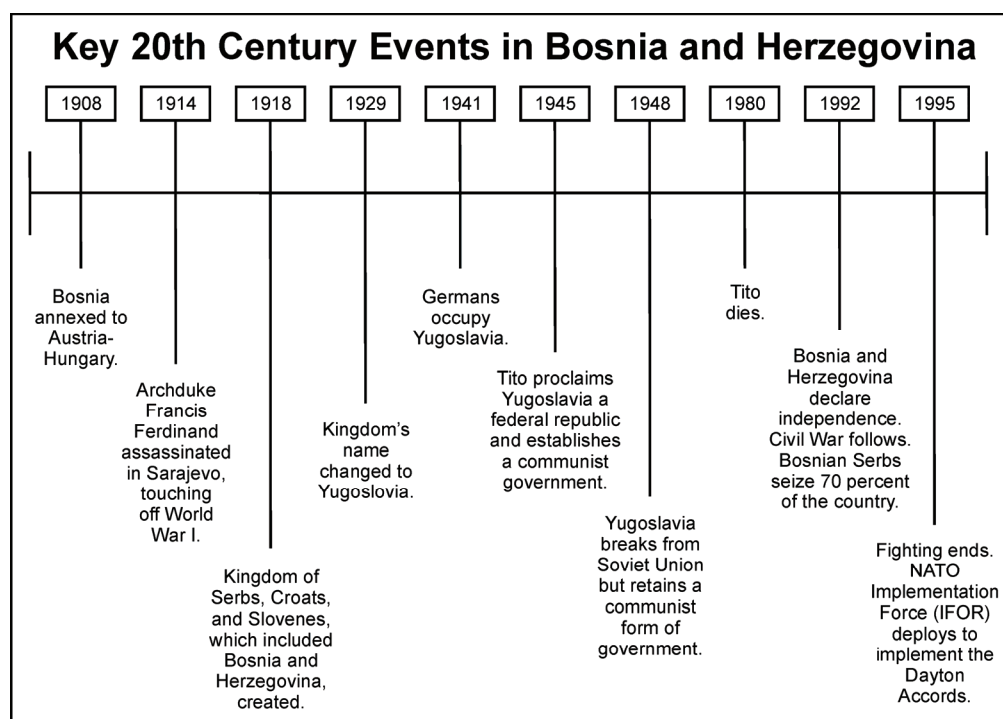 Key 20th Century Events in Bosnia and Herzegovina
1908
1914
1918
1929
1941
1945
1948
1980
1992
1995
Bosnia
annexed to
Austria-
Hungary.
Archduke
Francis
Ferdinand
assassinated
in Sarajevo,
touching
off World
War I.
Kingdom of
Serbs, Croats,
and Slovenes,
which included
Bosnia and
Herzegovina,
created.
Kingdom’s
name
changed to
Yugoslovia.
Germans
occupy
Yugoslavia.
Tito proclaims
Yugoslavia a
federal republic
and establishes
a communist
government.
Yugoslavia
breaks from
Soviet Union
but retains a
communist
form of
government.
Tito
dies.
Bosnia and
Herzegovina
declare
independence.
Civil War follows.
Bosnian Serbs
seize 70 percent
of the country.
Fighting ends.
NATO
Implementation
Force (IFOR)
deploys to
implement the
Dayton
Accords.